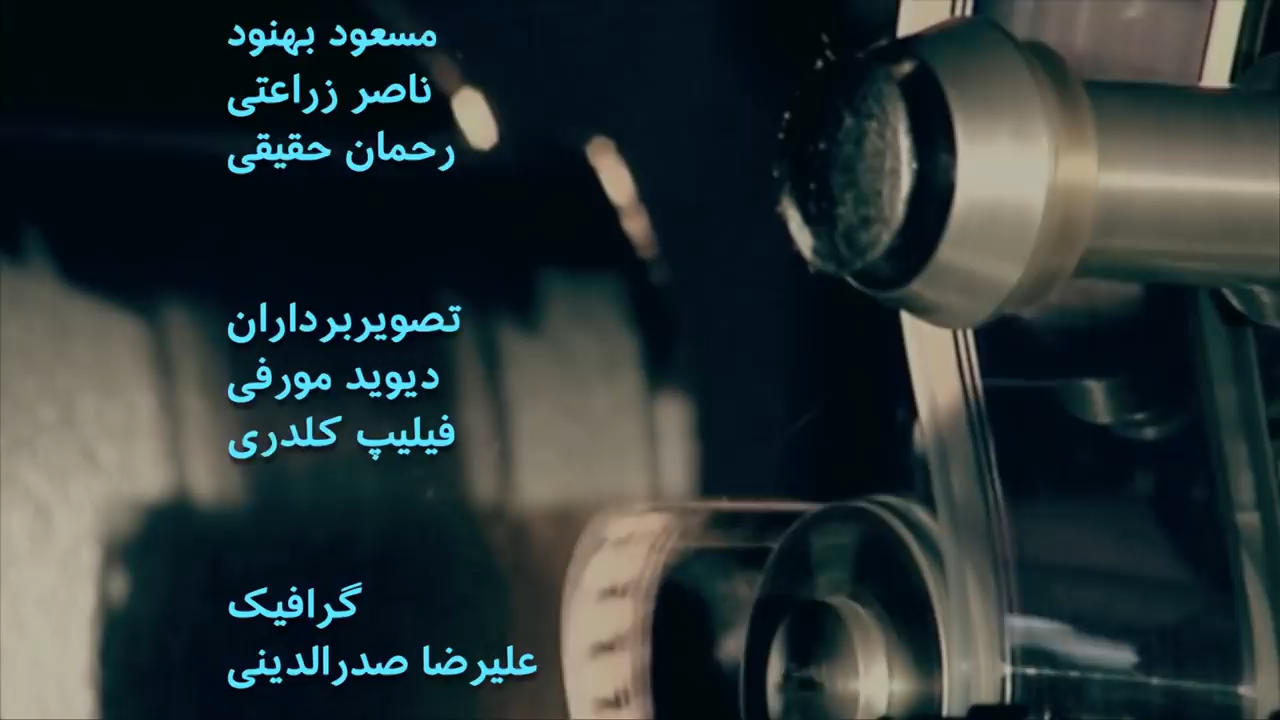 مسعود بهنود
ناصر زراعتی
رحمان حقیقی
تصویربرداران
دیوید مورفی
فیلیپ کلدری
گرافیک
علیرضا صدرالدینی